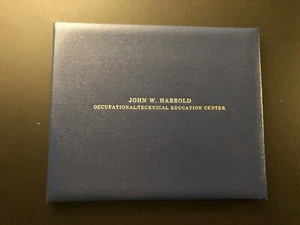 JOHN W. HARROLD
OCCUPATIONAL/TECHNICAL EDUCATION CENTER